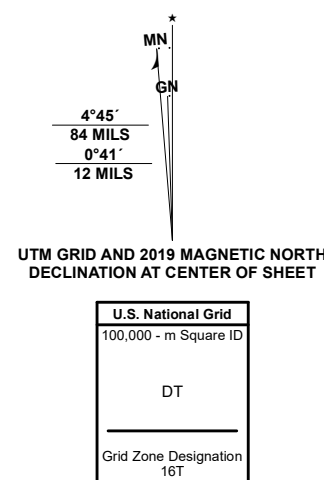 ★
MN
GN
4°45´
84 MILS
0°41´
12 MILS
UTM GRID AND 2019 MAGNETIC NORTH
DECLINATION AT CENTER OF SHEET
U.S. National Grid
100,000 - m Square ID
DT
Grid Zone Designation
16T